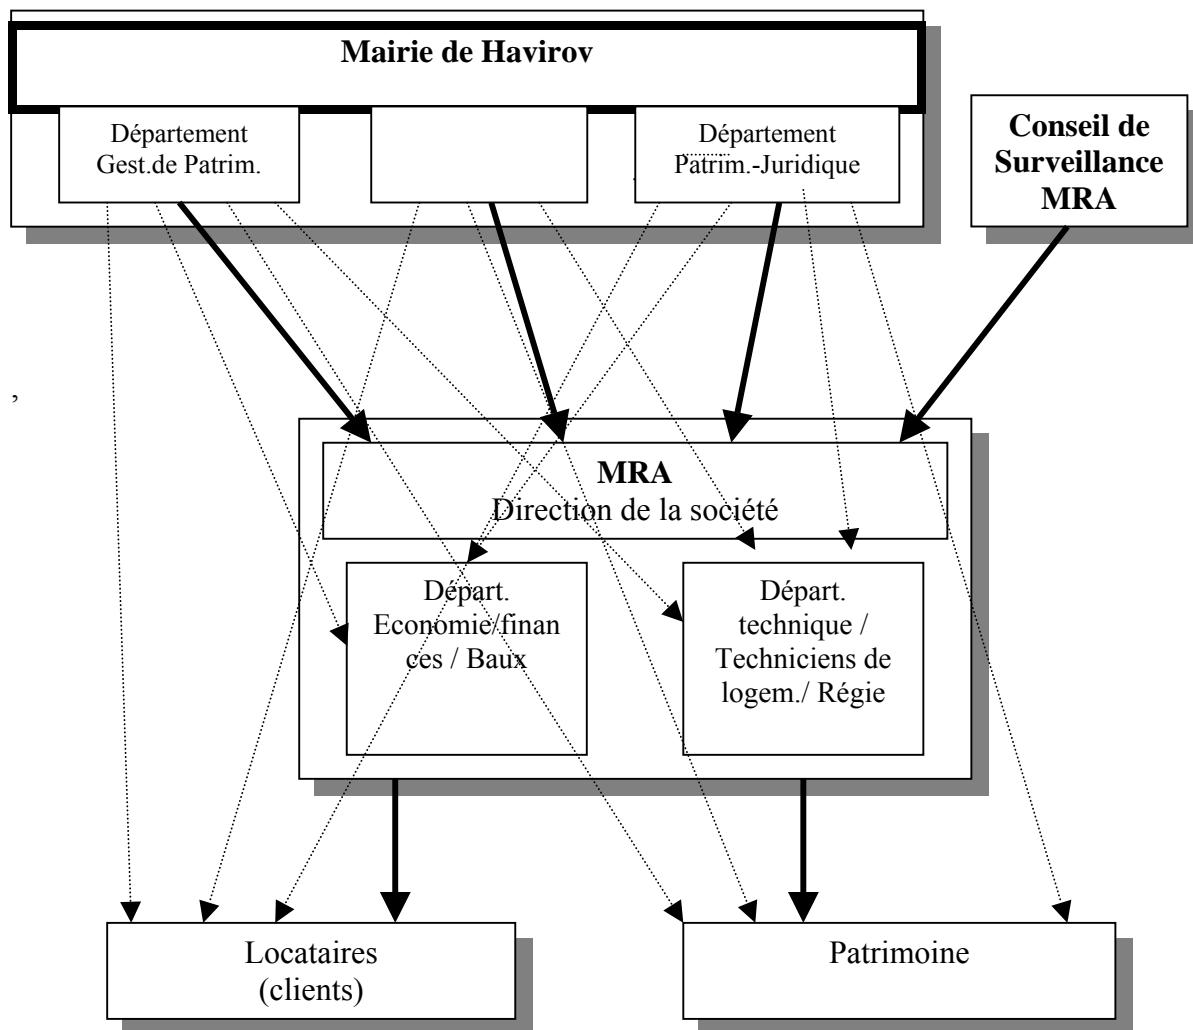 Mairie de Havirov
Département
Gest.de Patrim.
Département
Patrim.-Juridique
Conseil de
Surveillance
MRA
,
MRA
Direction de la société
Départ.
Economie/finan
ces / Baux
Départ.
technique /
Techniciens de
logem./ Régie
Locataires
(clients)
Patrimoine